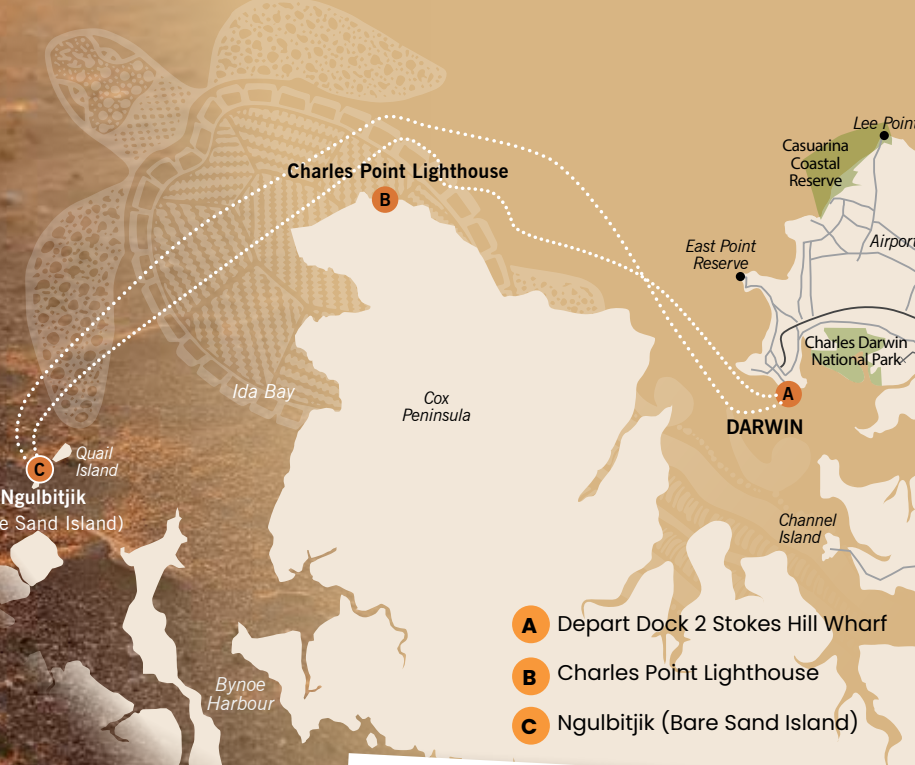 Lee Point
Casuarina
Coastal
Reserve
Charles Point Lighthouse
B
East Point
Reserve
Airport
Charles Darwin
National Park
Ida Bay
Cox
Peninsula
A
DARWIN
Quail
Island
C
Ngulbitjik
e Sand Island)
Channel
Island
A Depart Dock 2 Stokes Hill Wharf
B Charles Point Lighthouse
C Ngulbitjik (Bare Sand Island)
Bynoe
Harbour